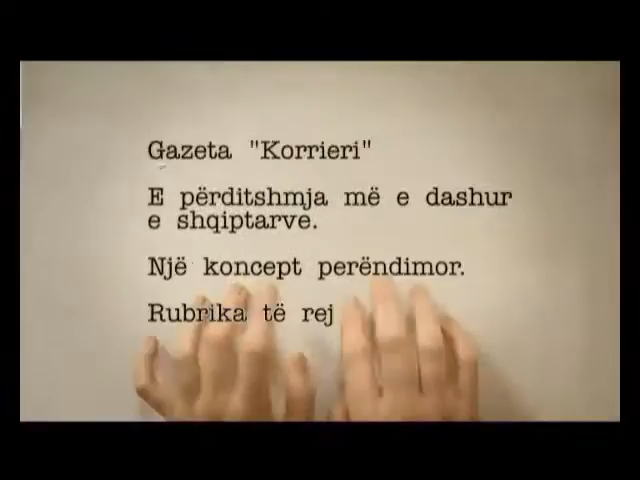 Gazeta "Korrieri"
E përditshmja më e dashur
e shqiptarve.
Një koncept perëndimor.
Rubrika të rej